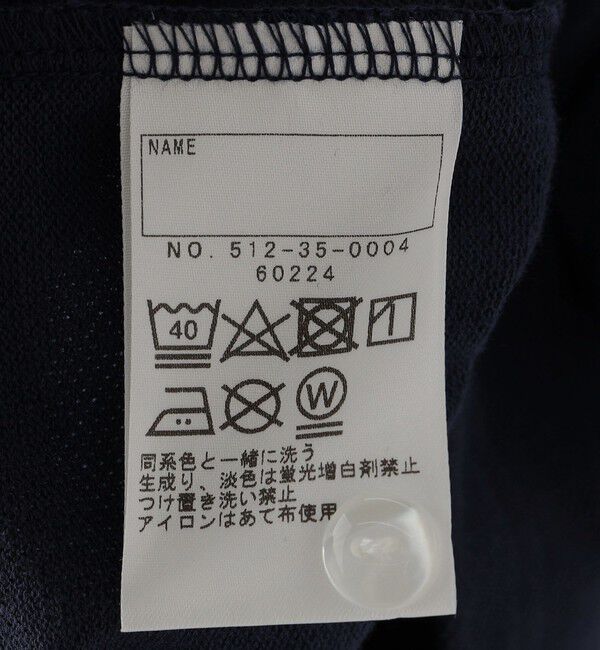 NAME
NO. 512-35-0004
60224
40
W
同系色と一緒に洗う
生成り、淡色は蛍光増白剤禁止
つけ置き洗い禁止
アイロンはあて布使用